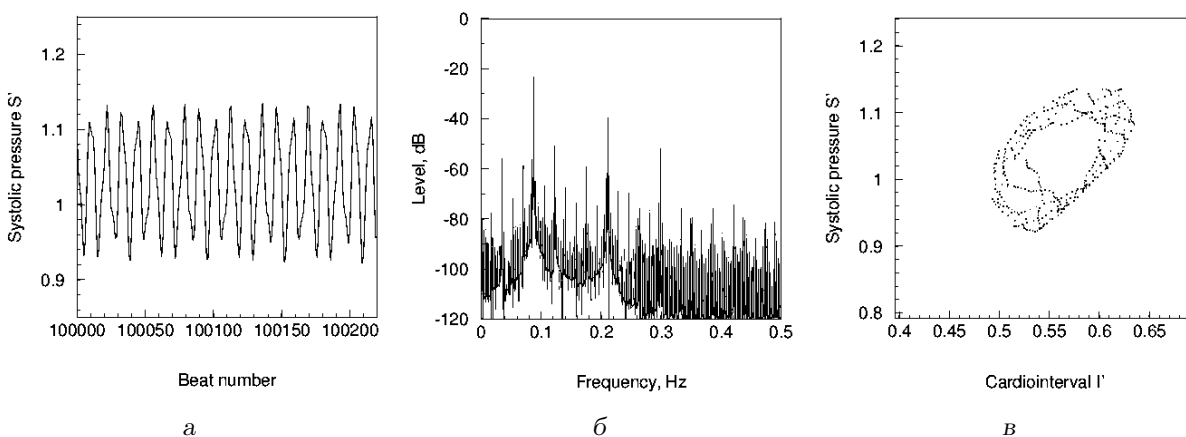 Systolic pressure S'
1.2
1.1
1
0.9
100000 100050 100100 100150 100200
Beat number
а
Level, dB
0
-20
-40
-60
-80
-100
-120
0 0.1 0.2 0.3 0.4 0.5
Frequency, Hz
б
Systolic pressure S'
1.2
1.1
1
0.9
0.8
0.4 0.45 0.5 0.55 0.6 0.65
Cardiointerval I'
в